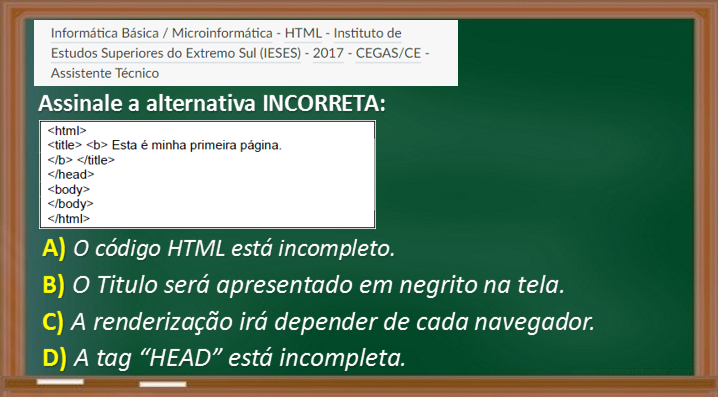 Informática Básica / Microinformática - HTML - Instituto de
Estudos Superiores do Extremo Sul (IESES) - 2017 - CEGAS/CE -
Assistente Técnico
Assinale a alternativa INCORRETA:
<html>
<title> <b> Esta é minha primeira página.
</b> </title>
</head>
<body>
</body>
</html>
A) O código HTML está incompleto.
B) O Titulo será apresentado em negrito na tela.
C) A renderização irá depender de cada navegador.
D) A tag “HEAD” está incompleta.